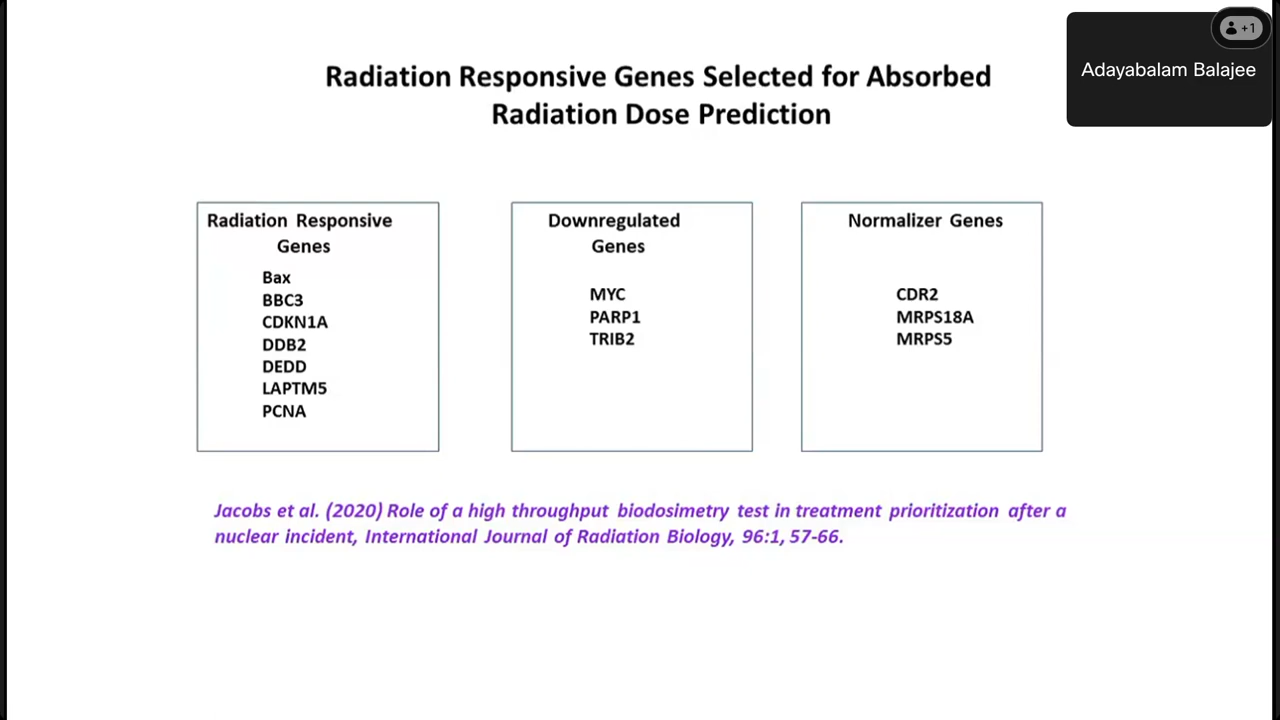 +1
Adayabalam Balajee
Radiation Responsive Genes Selected for Absorbed
Radiation Dose Prediction
Radiation Responsive
Genes
Bax
BBC3
CDKN1A
DDB2
DEDD
LAPTM5
PCNA
Downregulated
Genes
MYC
PARP1
TRIB2
Normalizer Genes
CDR2
MRPS18A
MRPS5
Jacobs et al. (2020) Role of a high throughput biodosimetry test in treatment prioritization after a
nuclear incident, International Journal of Radiation Biology, 96:1, 57-66.